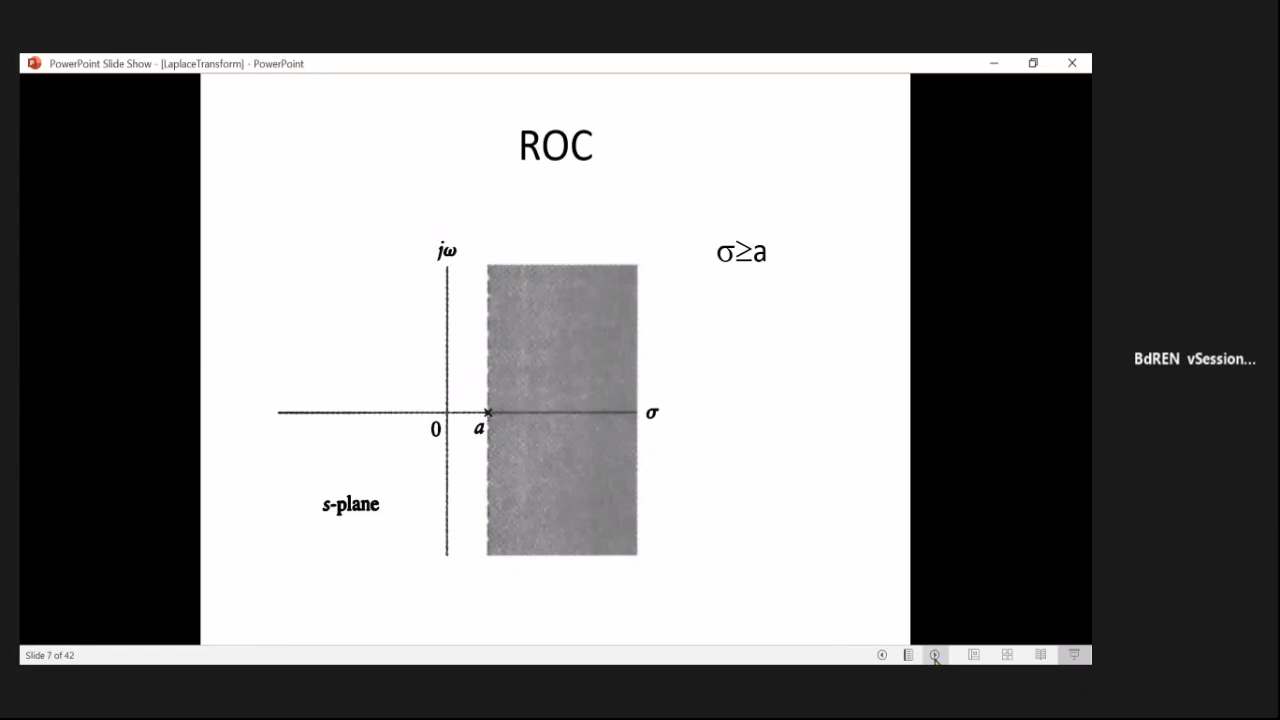 PowerPoint Slide Show - [LaplaceTransform] - PowerPoint
ROC
jω
σ≥a
σ
0
a
s-plane
BdREN vSession...
Slide 7 of 42